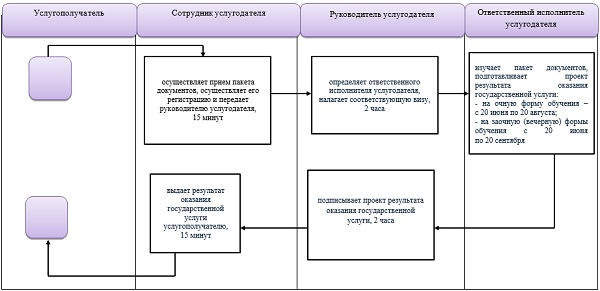 Услугополучатель
Сотрудник услугодателя
Руководитель услугодателя
Ответственный исполнитель
услугодателя
осуществляет прием пакета
документов, осуществляет его
регистрацию и передает
руководителю услугодателя,
15 минут
определяет ответственного
исполнителя услугодателя,
налагает соответствующую визу,
2 часа
изучает пакет документов,
подготавливает проект
результата оказания
государственной услуги:
- на очную форму обучения –
с 20 июня по 20 августа;
- на заочную (вечернюю) формы
обучения с 20 июня
по 20 сентября
выдает результат
оказания
государственной
услуги
услугополучателю,
15 минут
подписывает проект результата
оказания государственной
услуги, 2 часа